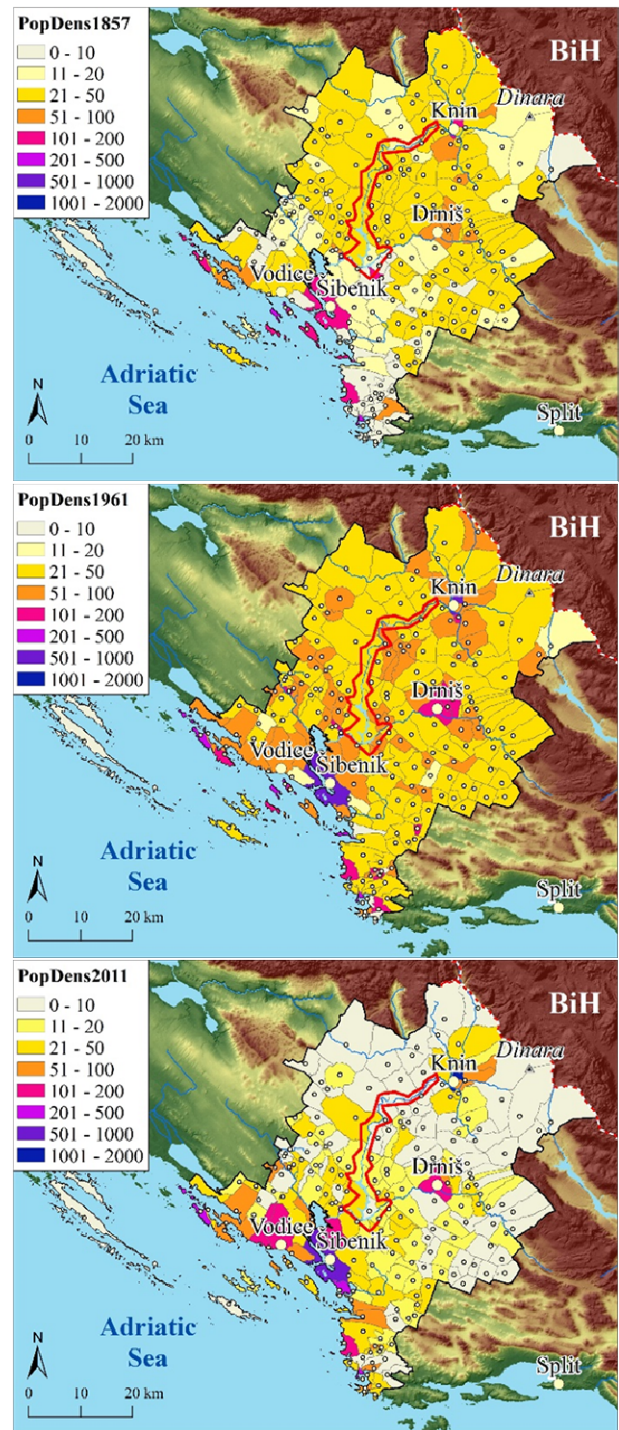 PopDens1857
0 - 10
11 - 20
21 - 50
51 - 100
101 - 200
201 - 500
501 - 1000
1001 - 2000
BiH
Knin
Dinara
Drniš
Vodice
Šibenik
Adriatic
Sea
Split
N
0 10 20 km
PopDens1961
0 - 10
11 - 20
21 - 50
51 - 100
101 - 200
201 - 500
501 - 1000
1001 - 2000
BiH
Knin
Dinara
Drniš
Vodice
Šibenik
Adriatic
Sea
Split
N
0 10 20 km
PopDens2011
0 - 10
11 - 20
21 - 50
51 - 100
101 - 200
201 - 500
501 - 1000
1001 - 2000
BiH
Knin
Dinara
Drniš
Vodice
Šibenik
Adriatic
Sea
Split
N
0 10 20 km